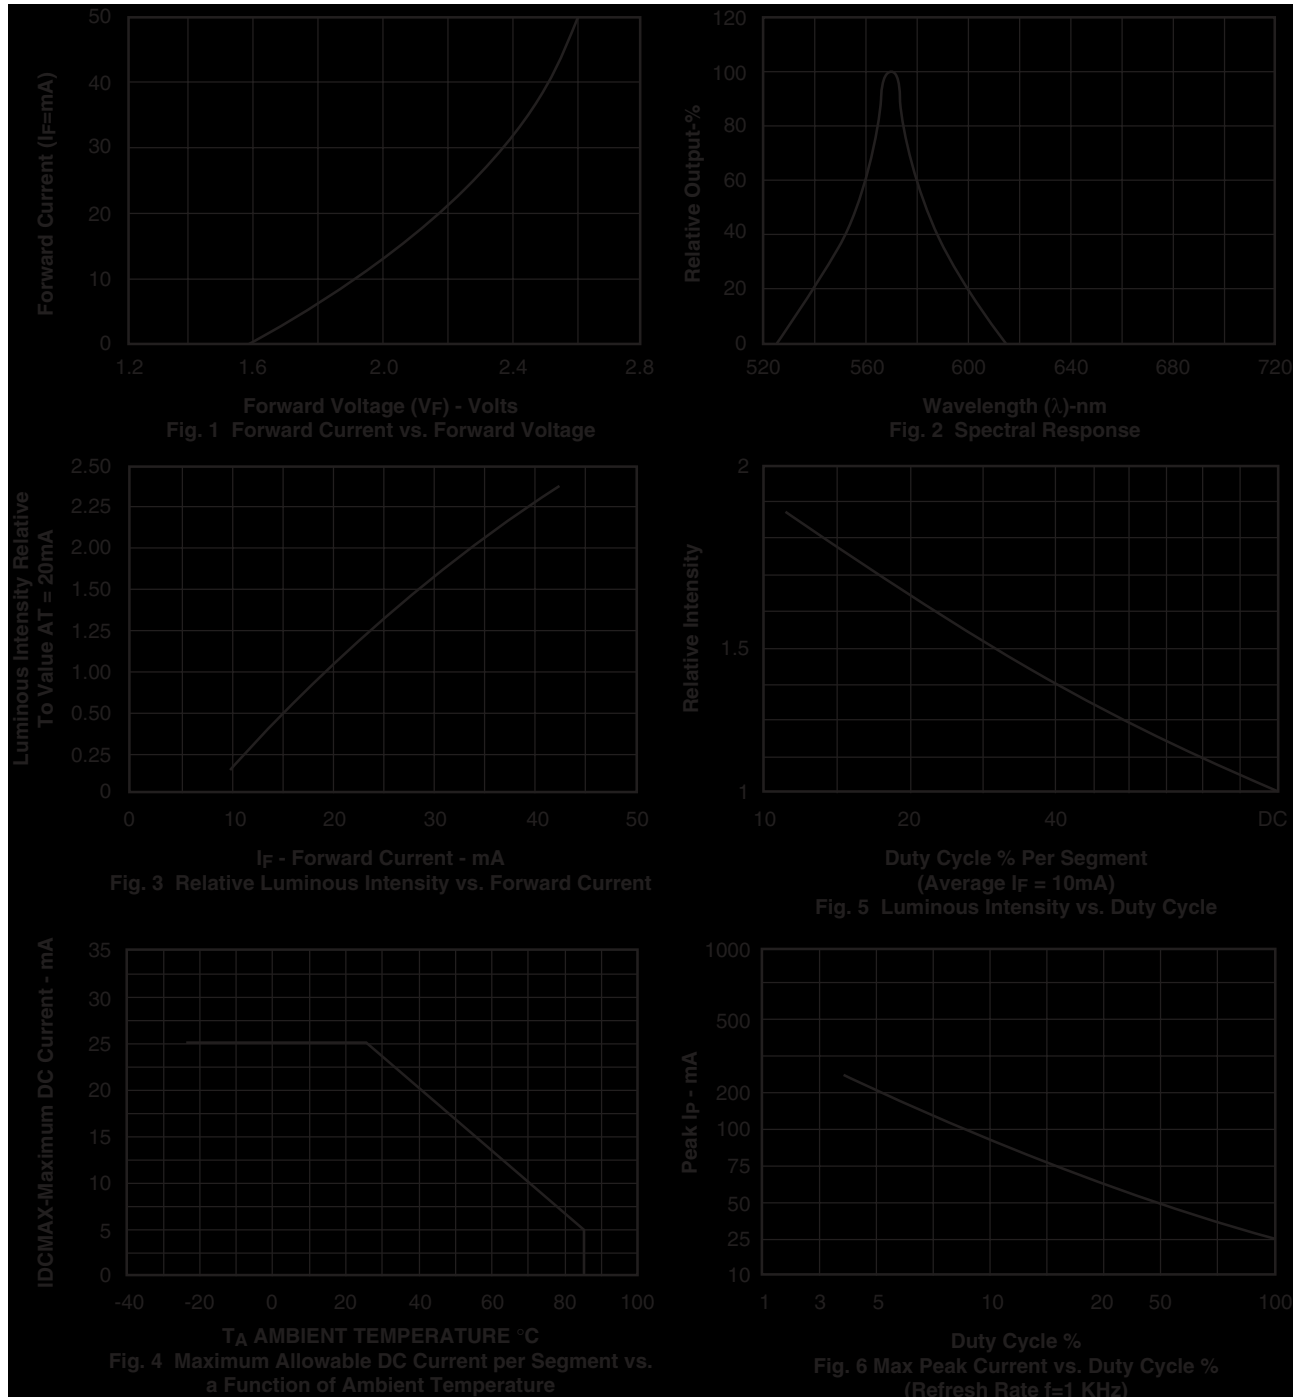 50
40
30
20
10
0
1.2 1.6 2.0 2.4 2.8
Forward Current (IF=mA)
Forward Voltage (VF) - Volts
Fig. 1 Forward Current vs. Forward Voltage
120
100
80
60
40
20
0
520 560 600 640 680 720
Relative Output-%
Wavelength (λ)-nm
Fig. 2 Spectral Response
2.50
2.25
2.00
1.50
1.25
1.00
0.50
0.25
0
0 10 20 30 40 50
Luminous Intensity Relative
To Value AT = 20mA
IF - Forward Current - mA
Fig. 3 Relative Luminous Intensity vs. Forward Current
2
1.5
1
10 20 40 DC
Relative Intensity
Duty Cycle % Per Segment
(Average IF = 10mA)
Fig. 5 Luminous Intensity vs. Duty Cycle
35
30
25
20
15
10
5
0
-40 -20 0 20 40 60 80 100
IDCMAX-Maximum DC Current - mA
TA AMBIENT TEMPERATURE °C
Fig. 4 Maximum Allowable DC Current per Segment vs.
a Function of Ambient Temperature
1000
500
200
100
75
50
25
10
1 3 5 10 20 50 100
Peak IP - mA
Duty Cycle %
Fig. 6 Max Peak Current vs. Duty Cycle %
(Refresh Rate f=1 KHz)